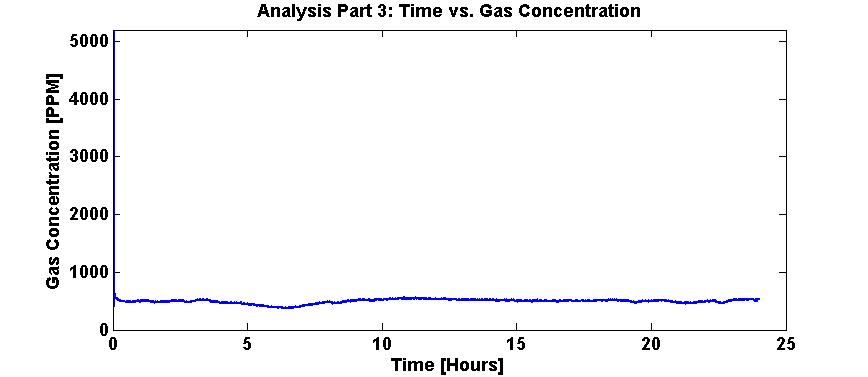 Analysis Part 3: Time vs. Gas Concentration
Gas Concentration [PPM]
5000
4000
3000
2000
1000
0
0 5 10 15 20 25
Time [Hours]